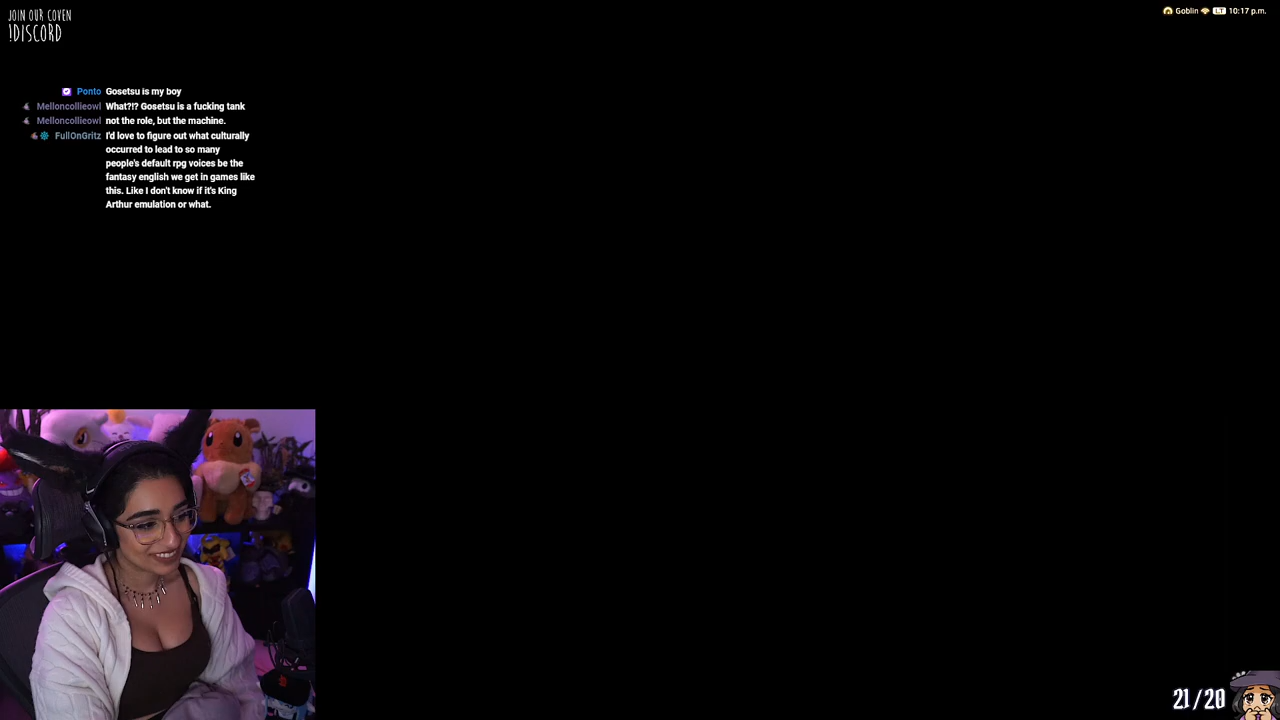 JOIN OUR COVEN
!DISCORD
Goblin LT 10:17 p.m.
Ponto Gosetsu is my boy
Melloncollieowl What?!? Gosetsu is a fucking tank
Melloncollieowl not the role, but the machine.
FullOnGritz I'd love to figure out what culturally
occurred to lead to so many
people's default rpg voices be the
fantasy english we get in games like
this. Like I don't know if it's King
Arthur emulation or what.
21/20